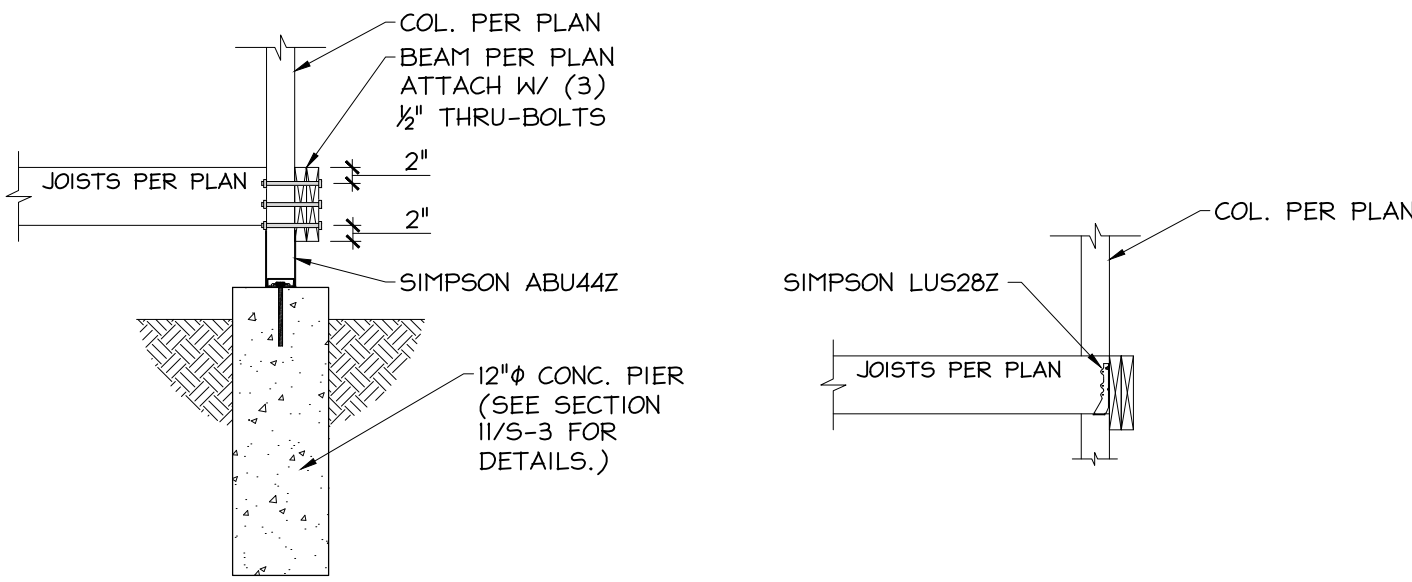 COL. PER PLAN
BEAM PER PLAN
ATTACH W/ (3)
½" THRU-BOLTS
2"
JOISTS PER PLAN
2"
SIMPSON ABU44Z
12"Φ CONC. PIER
(SEE SECTION
11/S-3 FOR
DETAILS.)
COL. PER PLAN
SIMPSON LUS28Z
JOISTS PER PLAN